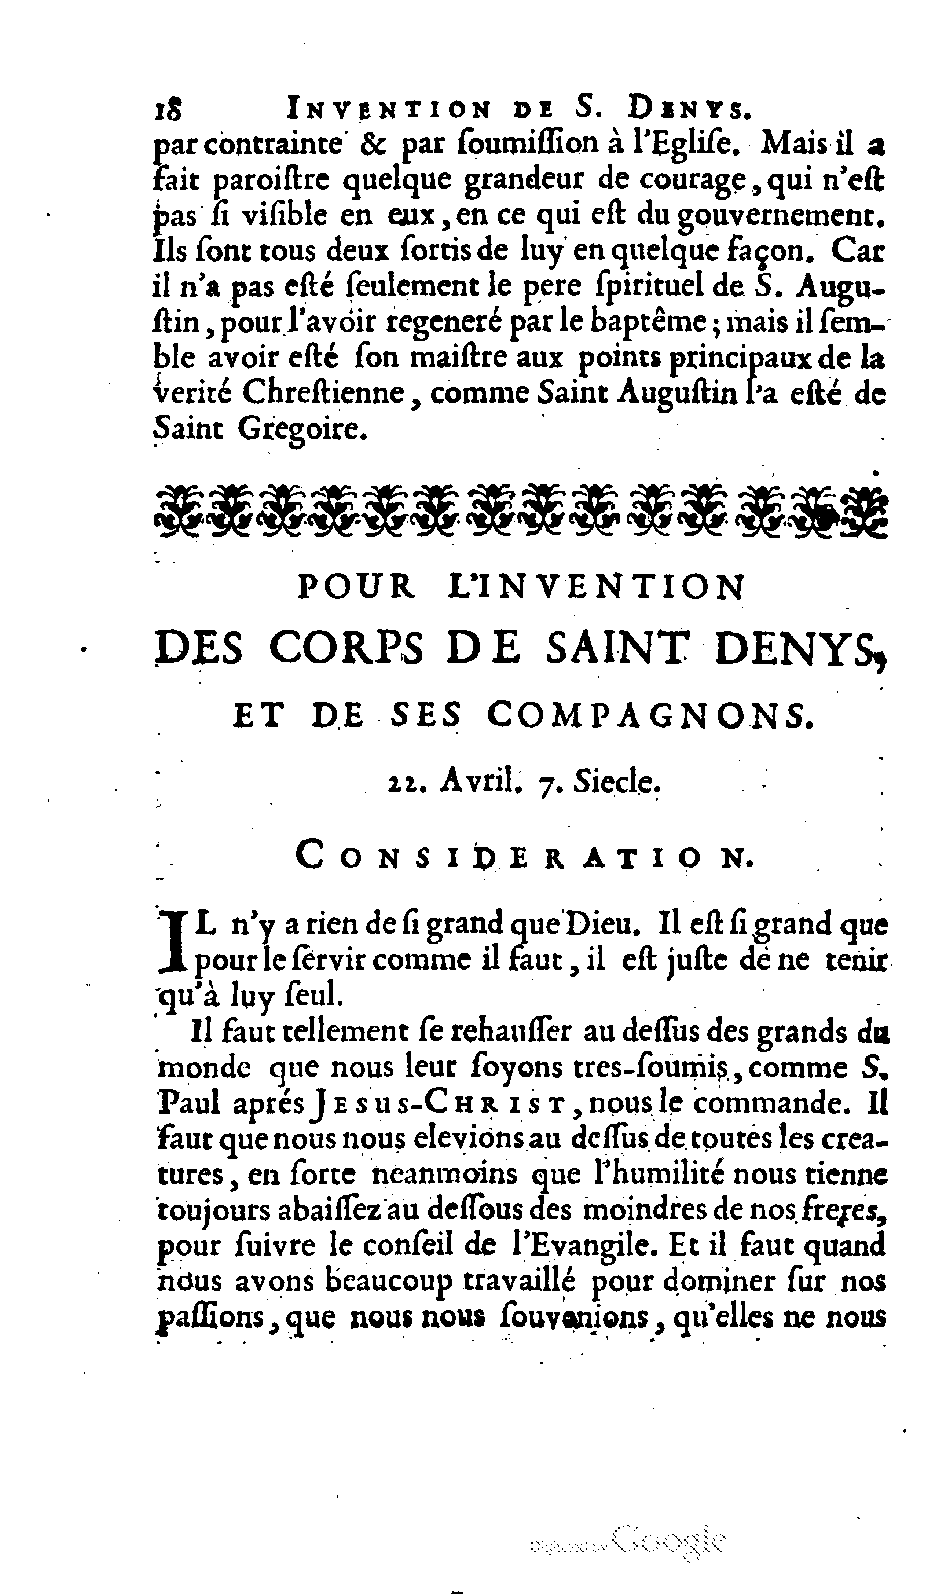 18 INVENTION DE S. DENYS.
par contrainte & par ſoumiſſion à l'Egliſe. Mais il a
fait paroiſtre quelque grandeur de courage, qui n'eſt
pas ſi viſible en eux, en ce qui eſt du gouvernement.
Ils ſont tous deux ſortis de luy en quelque façon. Car
il n'a pas eſté ſeulement le pere ſpirituel de S. Augu-
ſtin, pour l'avoir regeneré par le baptême; mais il ſem-
ble avoir eſté ſon maiſtre aux points principaux de la
verité Chreſtienne, comme Saint Auguſtin l'a eſté de
Saint Gregoire.
POUR L'INVENTION
DES CORPS DE SAINT DENYS,
ET DE SES COMPAGNONS.
22. Avril. 7. Siecle.
CONSIDERATION.
IL n'y a rien de ſi grand que Dieu. Il eſt ſi grand que
pour le ſervir comme il faut, il eſt juſte de ne tenir
qu'à luy ſeul.
Il faut tellement ſe rehauſſer au deſſus des grands du
monde que nous leur ſoyons tres-ſoumis, comme S.
Paul aprés JESUS-CHRIST, nous le commande. Il
faut que nous nous elevions au deſſus de toutes les crea-
tures, en ſorte neanmoins que l'humilité nous tienne
toujours abaiſſez au deſſous des moindres de nos freres,
pour ſuivre le conſeil de l'Evangile. Et il faut quand
nous avons beaucoup travaillé pour dominer ſur nos
paſſions, que nous nous ſouvenions, qu'elles ne nous
Google